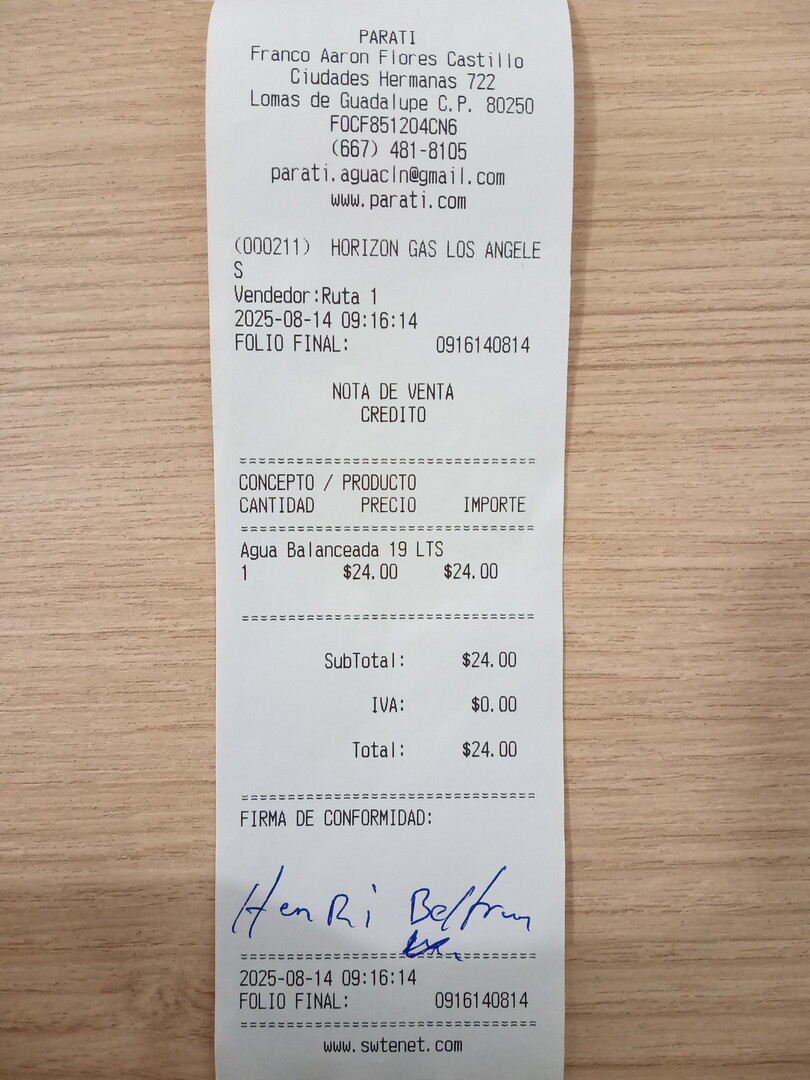 PARATI
Franco Aaron Flores Castillo
Ciudades Hermanas 722
Lomas de Guadalupe C.P. 80250
FOCF851204CN6
(667) 481-8105
parati.aguacln@gmail.com
www.parati.com
(000211) HORIZON GAS LOS ANGELE
S
Vendedor:Ruta 1
2025-08-14 09:16:14
FOLIO FINAL: 0916140814
NOTA DE VENTA
CREDITO
================================
CONCEPTO / PRODUCTO
CANTIDAD PRECIO IMPORTE
================================
Agua Balanceada 19 LTS
1 $24.00 $24.00
================================
SubTotal: $24.00
IVA: $0.00
Total: $24.00
================================
FIRMA DE CONFORMIDAD:
Henri Beltran
================================
2025-08-14 09:16:14
FOLIO FINAL: 0916140814
================================
www.swtenet.com